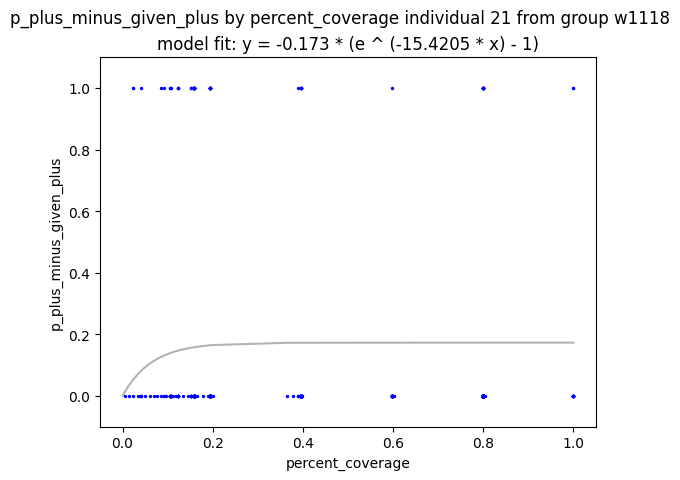 p_plus_minus_given_plus by percent_coverage individual 21 from group w1118
model fit: y = -0.173 * (e ^ (-15.4205 * x) - 1)
1.0
0.8
0.6
0.4
0.2
0.0
p_plus_minus_given_plus
0.0 0.2 0.4 0.6 0.8 1.0
percent_coverage